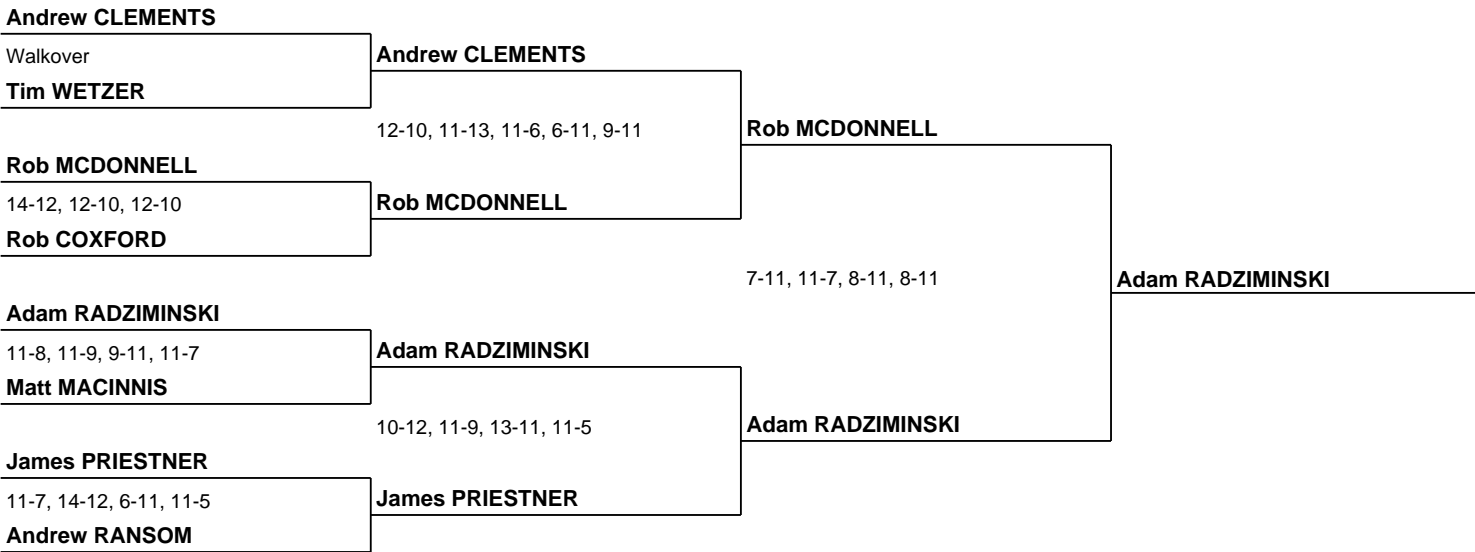 Andrew CLEMENTS
Walkover
Andrew CLEMENTS
Tim WETZER
12-10, 11-13, 11-6, 6-11, 9-11
Rob MCDONNELL
Rob MCDONNELL
14-12, 12-10, 12-10
Rob MCDONNELL
Rob COXFORD
7-11, 11-7, 8-11, 8-11
Adam RADZIMINSKI
Adam RADZIMINSKI
11-8, 11-9, 9-11, 11-7
Adam RADZIMINSKI
Matt MACINNIS
10-12, 11-9, 13-11, 11-5
Adam RADZIMINSKI
James PRIESTNER
11-7, 14-12, 6-11, 11-5
James PRIESTNER
Andrew RANSOM